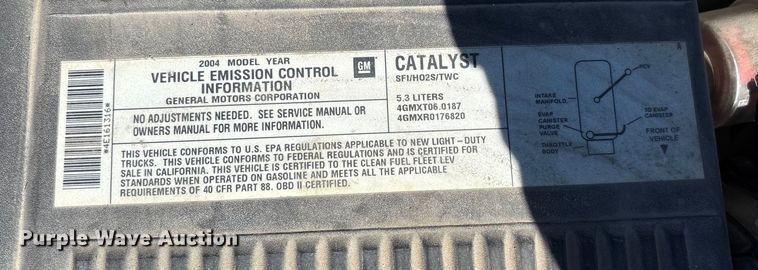 *4E161316*
2004 MODEL YEAR
VEHICLE EMISSION CONTROL
INFORMATION
GENERAL MOTORS CORPORATION
GM
CATALYST
SFI/HO2S/TWC
NO ADJUSTMENTS NEEDED. SEE SERVICE MANUAL OR
OWNERS MANUAL FOR MORE INFORMATION.
5.3 LITERS
4GMXT06.0187
4GMXR0176820
THIS VEHICLE CONFORMS TO U.S. EPA REGULATIONS APPLICABLE TO NEW LIGHT-DUTY
TRUCKS. THIS VEHICLE CONFORMS TO FEDERAL REGULATIONS AND IS CERTIFIED FOR
SALE IN CALIFORNIA. THIS VEHICLE IS CERTIFIED TO THE CLEAN FUEL FLEET LEV
STANDARDS WHEN OPERATED ON GASOLINE AND MEETS ALL THE APPLICABLE
REQUIREMENTS OF 40 CFR PART 88. OBD II CERTIFIED.
PCV
INTAKE
MANIFOLD
EVAP
CANISTER
PURGE
VALVE
THROTTLE
BODY
TO EVAP
CANISTER
FRONT OF
VEHICLE
Purple Wave Auction